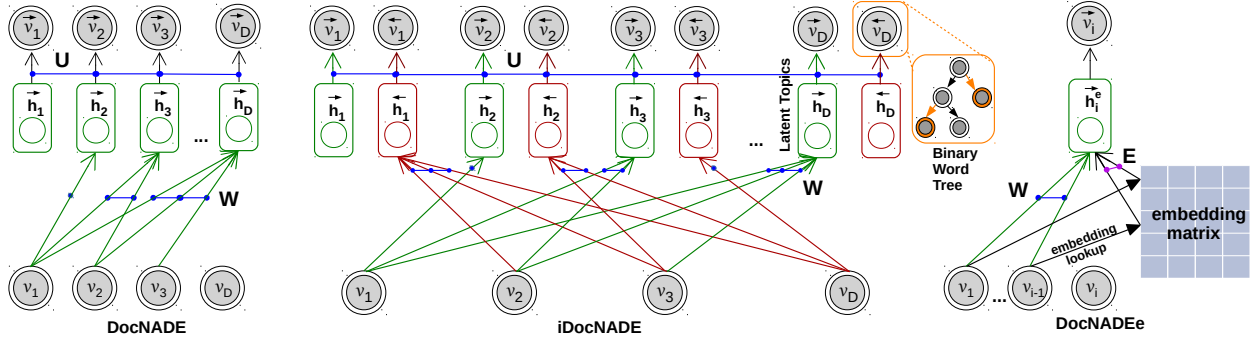 v⃗1 v⃗2 v⃗3 v⃗D
U
h⃗1 h⃗2 h⃗3 ... h⃗D
W
v1 v2 v3 vD
DocNADE
v⃗1 v⃖1 v⃗2 v⃖2 v⃗3 v⃖3 v⃗D v⃖D
U
h⃗1 h⃖1 h⃗2 h⃖2 h⃗3 h⃖3 ... h⃗D h⃖D
Latent Topics
W
v1 v2 v3 vD
iDocNADE
Binary
Word
Tree
v⃗i
h⃗ie
E
W
embedding
matrix
embedding
lookup
v1 ... vi-1 vi
DocNADEe